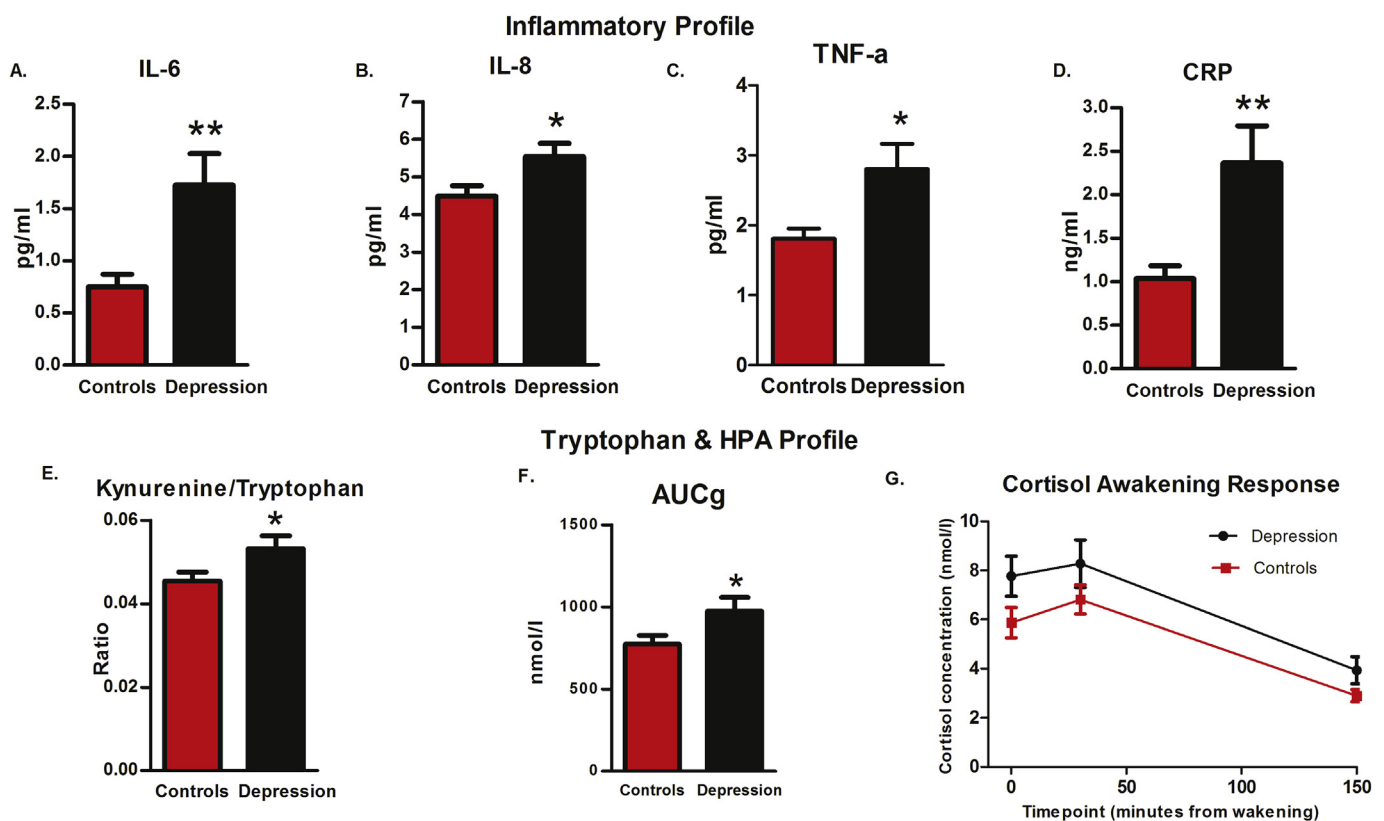 Inflammatory Profile
A.
IL-6
2.5
2.0
1.5
1.0
0.5
0.0
pg/ml
**
Controls Depression
B.
IL-8
7
6
5
4
3
2
1
0
pg/ml
*
Controls Depression
C.
TNF-a
4
3
2
1
0
pg/ml
*
Controls Depression
D.
CRP
3.0
2.5
2.0
1.5
1.0
0.5
0.0
ng/ml
**
Controls Depression
Tryptophan & HPA Profile
E.
Kynurenine/Tryptophan
0.06
0.04
0.02
0.00
Ratio
*
Controls Depression
F.
AUCg
1500
1000
500
0
nmol/l
*
Controls Depression
G.
Cortisol Awakening Response
10
8
6
4
2
0
Cortisol concentration (nmol/l)
Depression
Controls
0 50 100 150
Timepoint (minutes from wakening)